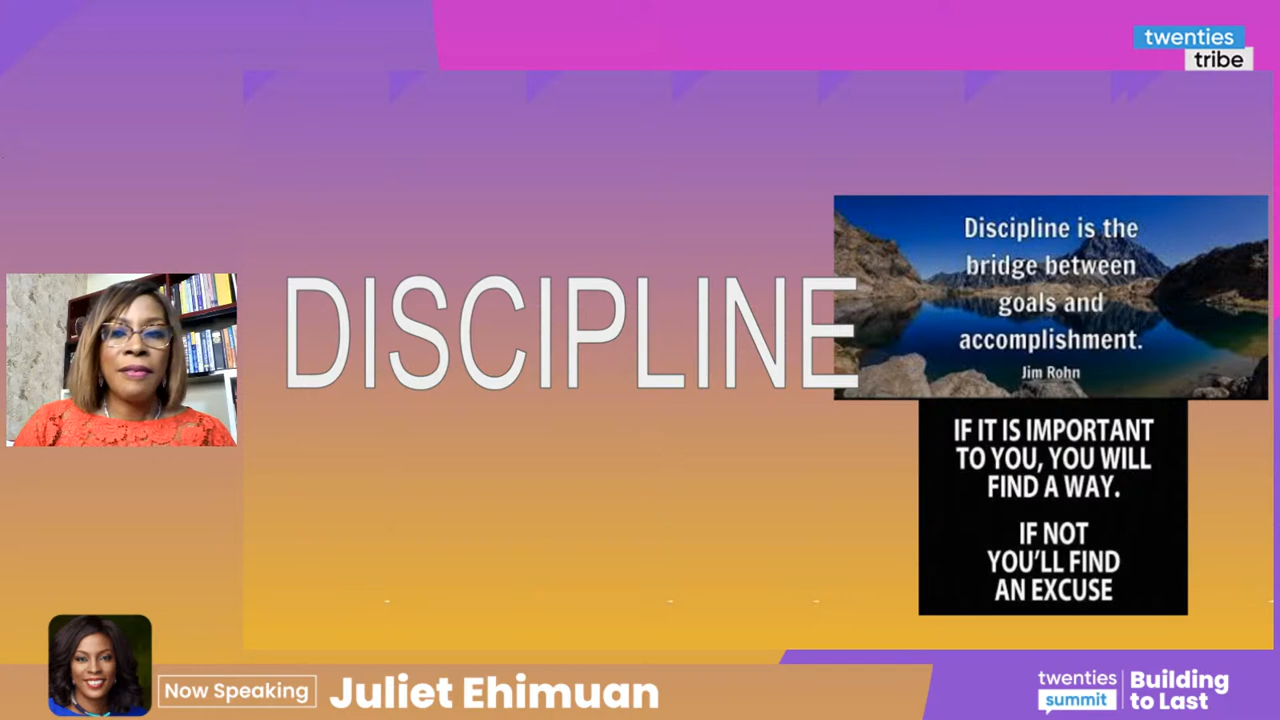 twenties
tribe
DISCIPLINE
Discipline is the
bridge between
goals and
accomplishment.
Jim Rohn
IF IT IS IMPORTANT
TO YOU, YOU WILL
FIND A WAY.
IF NOT
YOU'LL FIND
AN EXCUSE
Now Speaking
Juliet Ehimuan
twenties
summit
Building
to Last